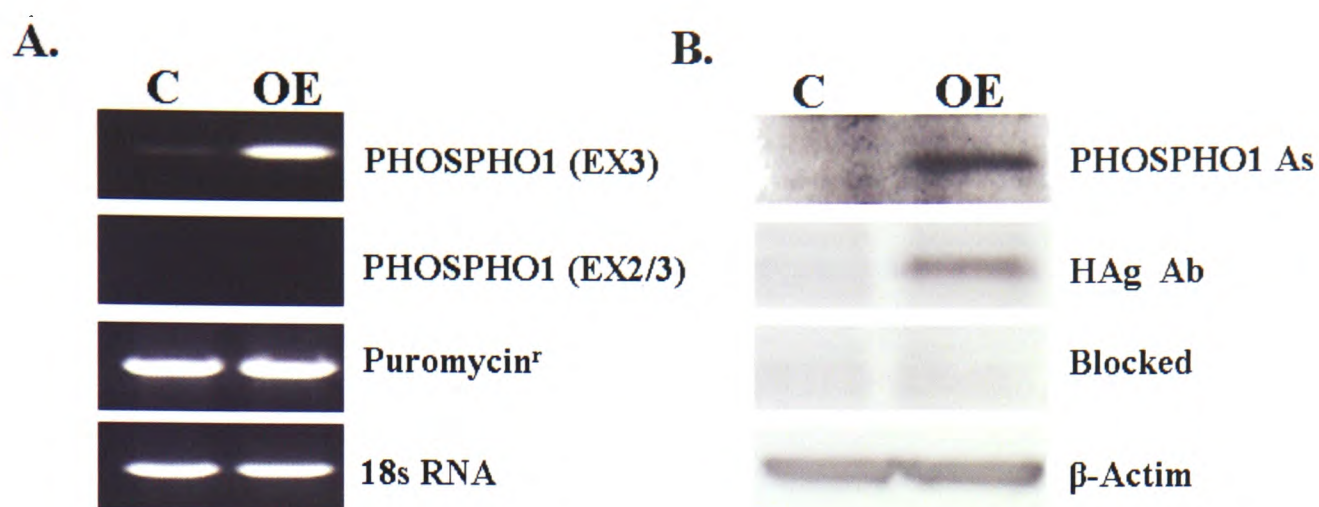 A.
C OE
PHOSPHO1 (EX3)
PHOSPHO1 (EX2/3)
Puromycinʳ
18s RNA
B.
C OE
PHOSPHO1 As
HAg Ab
Blocked
β-Actim